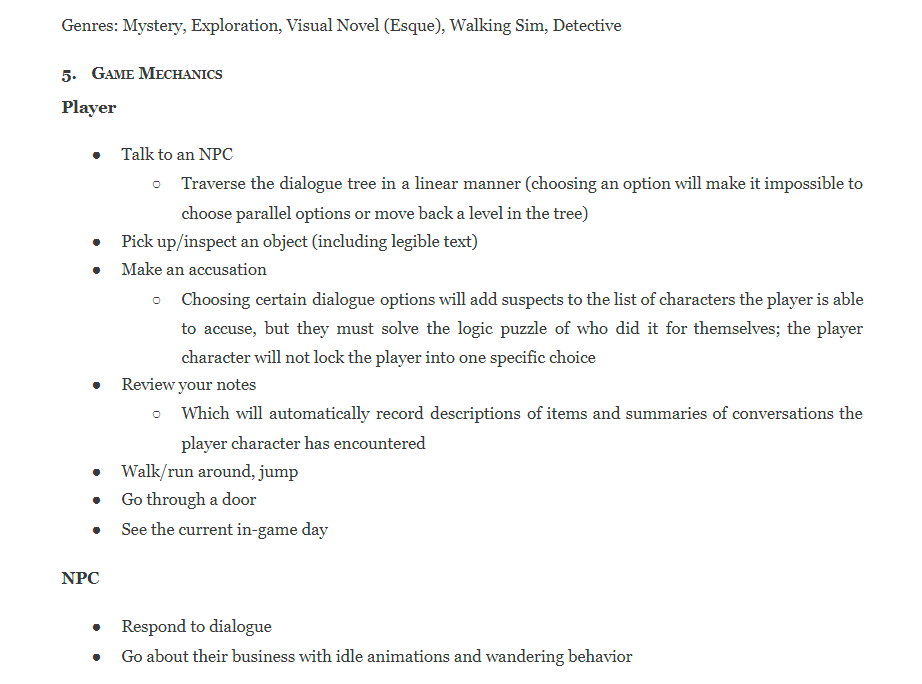 Genres: Mystery, Exploration, Visual Novel (Esque), Walking Sim, Detective
5. GAME MECHANICS
Player
● Talk to an NPC
○ Traverse the dialogue tree in a linear manner (choosing an option will make it impossible to
choose parallel options or move back a level in the tree)
● Pick up/inspect an object (including legible text)
● Make an accusation
○ Choosing certain dialogue options will add suspects to the list of characters the player is able
to accuse, but they must solve the logic puzzle of who did it for themselves; the player
character will not lock the player into one specific choice
● Review your notes
○ Which will automatically record descriptions of items and summaries of conversations the
player character has encountered
● Walk/run around, jump
● Go through a door
● See the current in-game day
NPC
● Respond to dialogue
● Go about their business with idle animations and wandering behavior